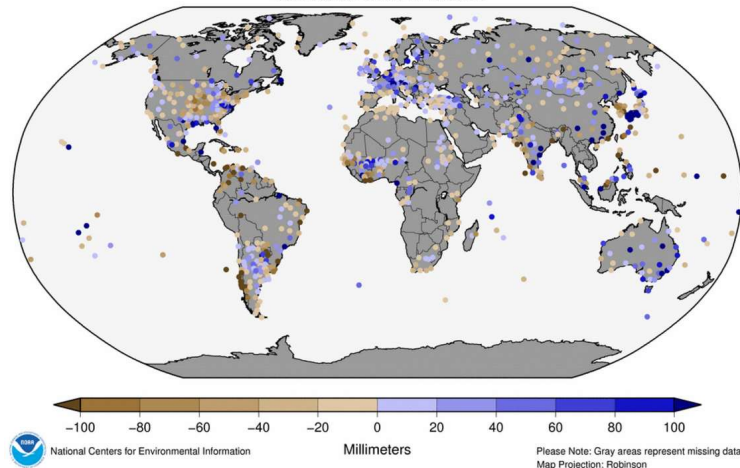 -100 -80 -60 -40 -20 0 20 40 60 80 100
NOAA
National Centers for Environmental Information
Millimeters
Please Note: Gray areas represent missing data
Map Projection: Robinson